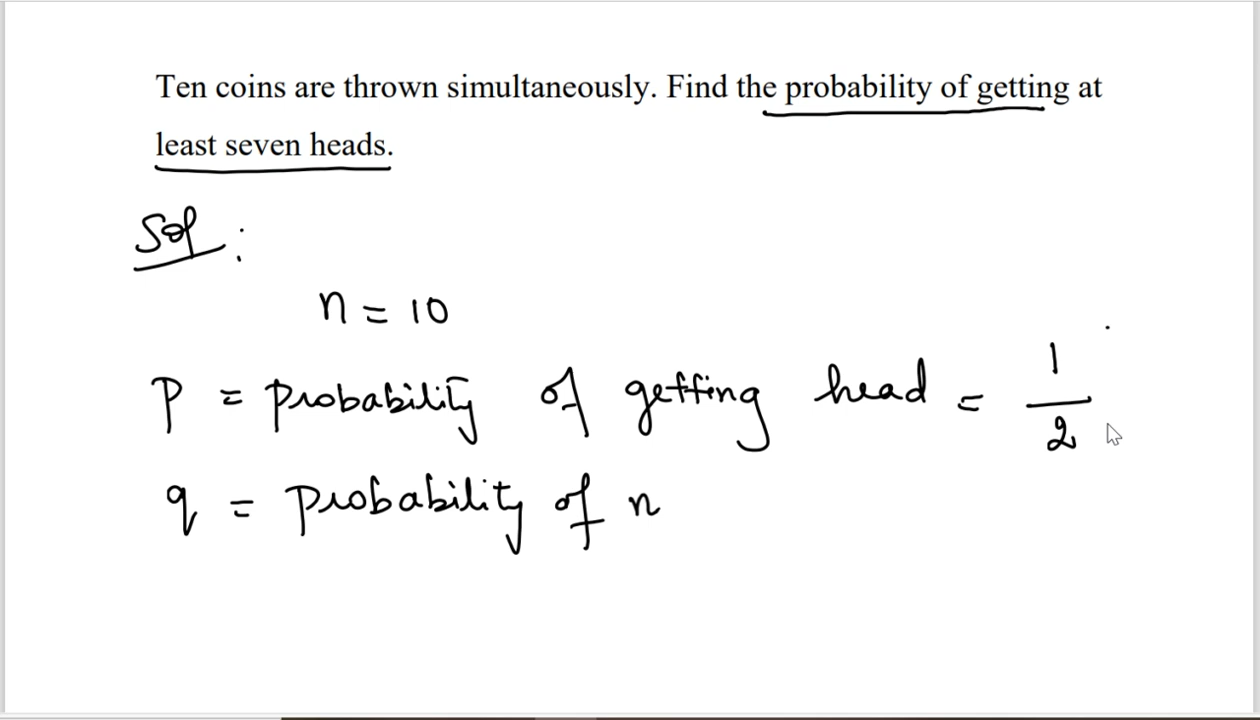 Ten coins are thrown simultaneously. Find the probability of getting at
least seven heads.
Sol :
n = 10
P = probability of getting head = 1/2
q = probability of n